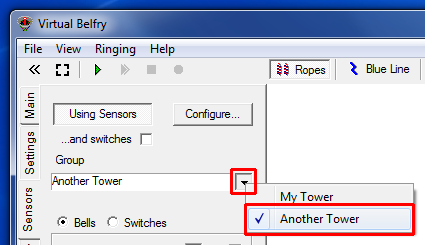 Virtual Belfry
File View Ringing Help
Ropes Blue Line
Main
Settings
Sensors
Using Sensors Configure...
...and switches
Group
Another Tower
My Tower
Another Tower
Bells Switches